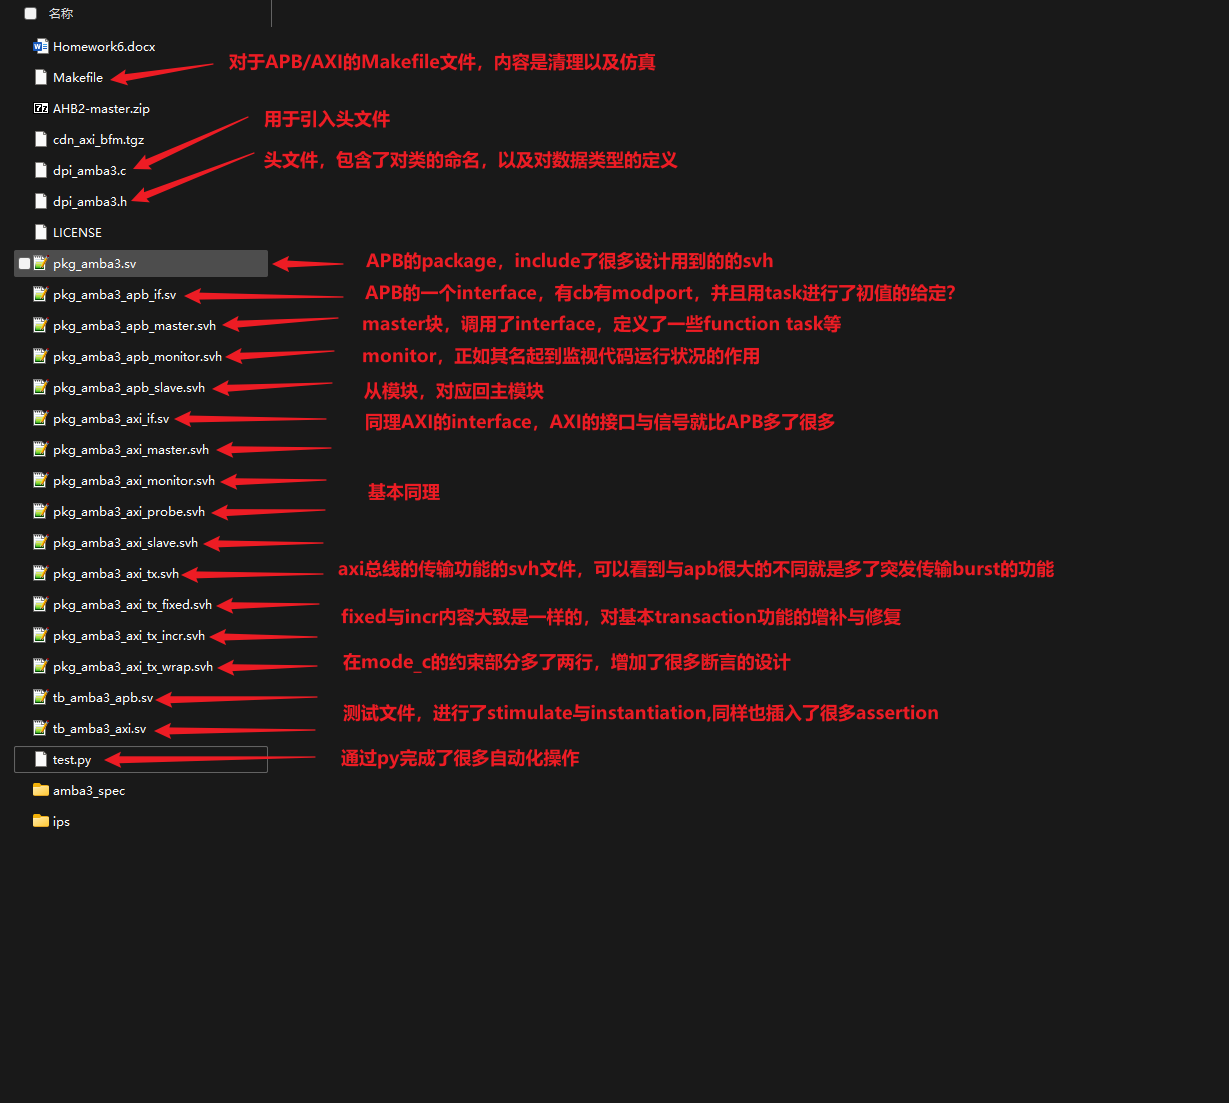 名称
Homework6.docx
对于APB/AXI的Makefile文件，内容是清理以及仿真
Makefile
AHB2-master.zip
用于引入头文件
cdn_axi_bfm.tgz
头文件，包含了对类的命名，以及对数据类型的定义
dpi_amba3.c
dpi_amba3.h
LICENSE
pkg_amba3.sv
APB的package，include了很多设计用到的的svh
pkg_amba3_apb_if.sv
APB的一个interface，有cb有modport，并且用task进行了初值的给定？
pkg_amba3_apb_master.svh
master块，调用了interface，定义了一些function task等
pkg_amba3_apb_monitor.svh
monitor，正如其名起到监视代码运行状况的作用
pkg_amba3_apb_slave.svh
从模块，对应回主模块
pkg_amba3_axi_if.sv
同理AXI的interface，AXI的接口与信号就比APB多了很多
pkg_amba3_axi_master.svh
pkg_amba3_axi_monitor.svh
基本同理
pkg_amba3_axi_probe.svh
pkg_amba3_axi_slave.svh
pkg_amba3_axi_tx.svh
axi总线的传输功能的svh文件，可以看到与apb很大的不同就是多了突发传输burst的功能
pkg_amba3_axi_tx_fixed.svh
fixed与incr内容大致是一样的，对基本transaction功能的增补与修复
pkg_amba3_axi_tx_incr.svh
pkg_amba3_axi_tx_wrap.svh
在mode_c的约束部分多了两行，增加了很多断言的设计
tb_amba3_apb.sv
测试文件，进行了stimulate与instantiation,同样也插入了很多assertion
tb_amba3_axi.sv
test.py
通过py完成了很多自动化操作
amba3_spec
ips